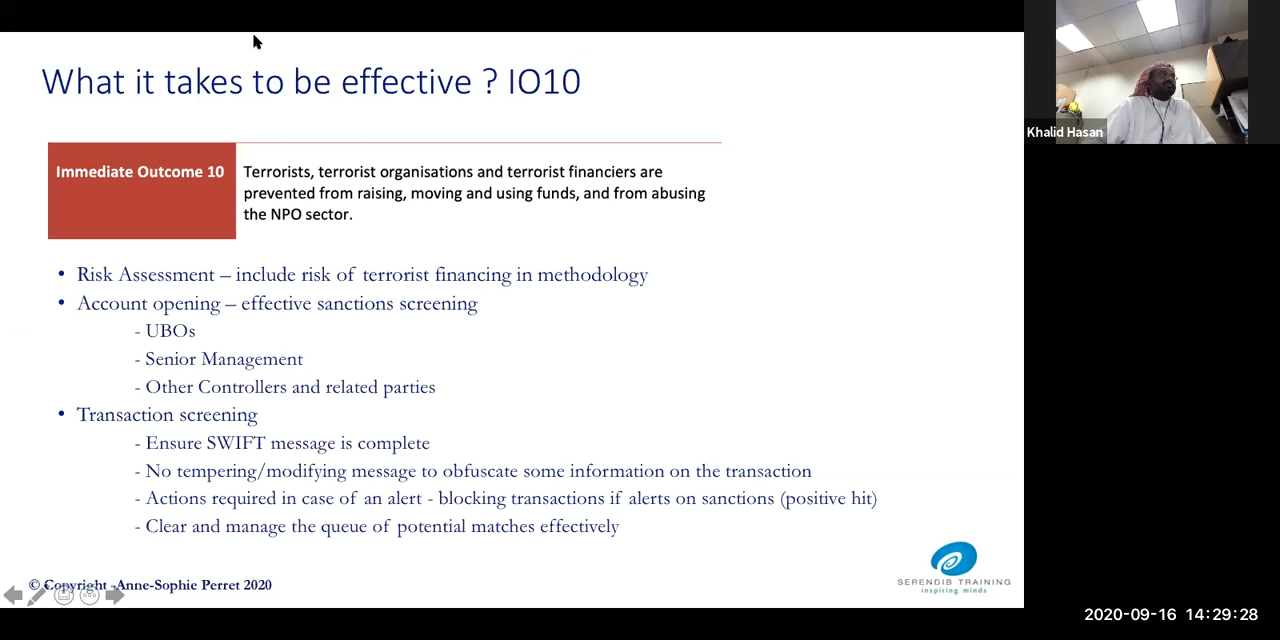 What it takes to be effective ? IO10
Immediate Outcome 10
Terrorists, terrorist organisations and terrorist financiers are
prevented from raising, moving and using funds, and from abusing
the NPO sector.
• Risk Assessment – include risk of terrorist financing in methodology
• Account opening – effective sanctions screening
- UBOs
- Senior Management
- Other Controllers and related parties
• Transaction screening
- Ensure SWIFT message is complete
- No tempering/modifying message to obfuscate some information on the transaction
- Actions required in case of an alert - blocking transactions if alerts on sanctions (positive hit)
- Clear and manage the queue of potential matches effectively
© Copyright -Anne-Sophie Perret 2020
SERENDIB TRAINING
inspiring minds
Khalid Hasan
2020-09-16 14:29:28